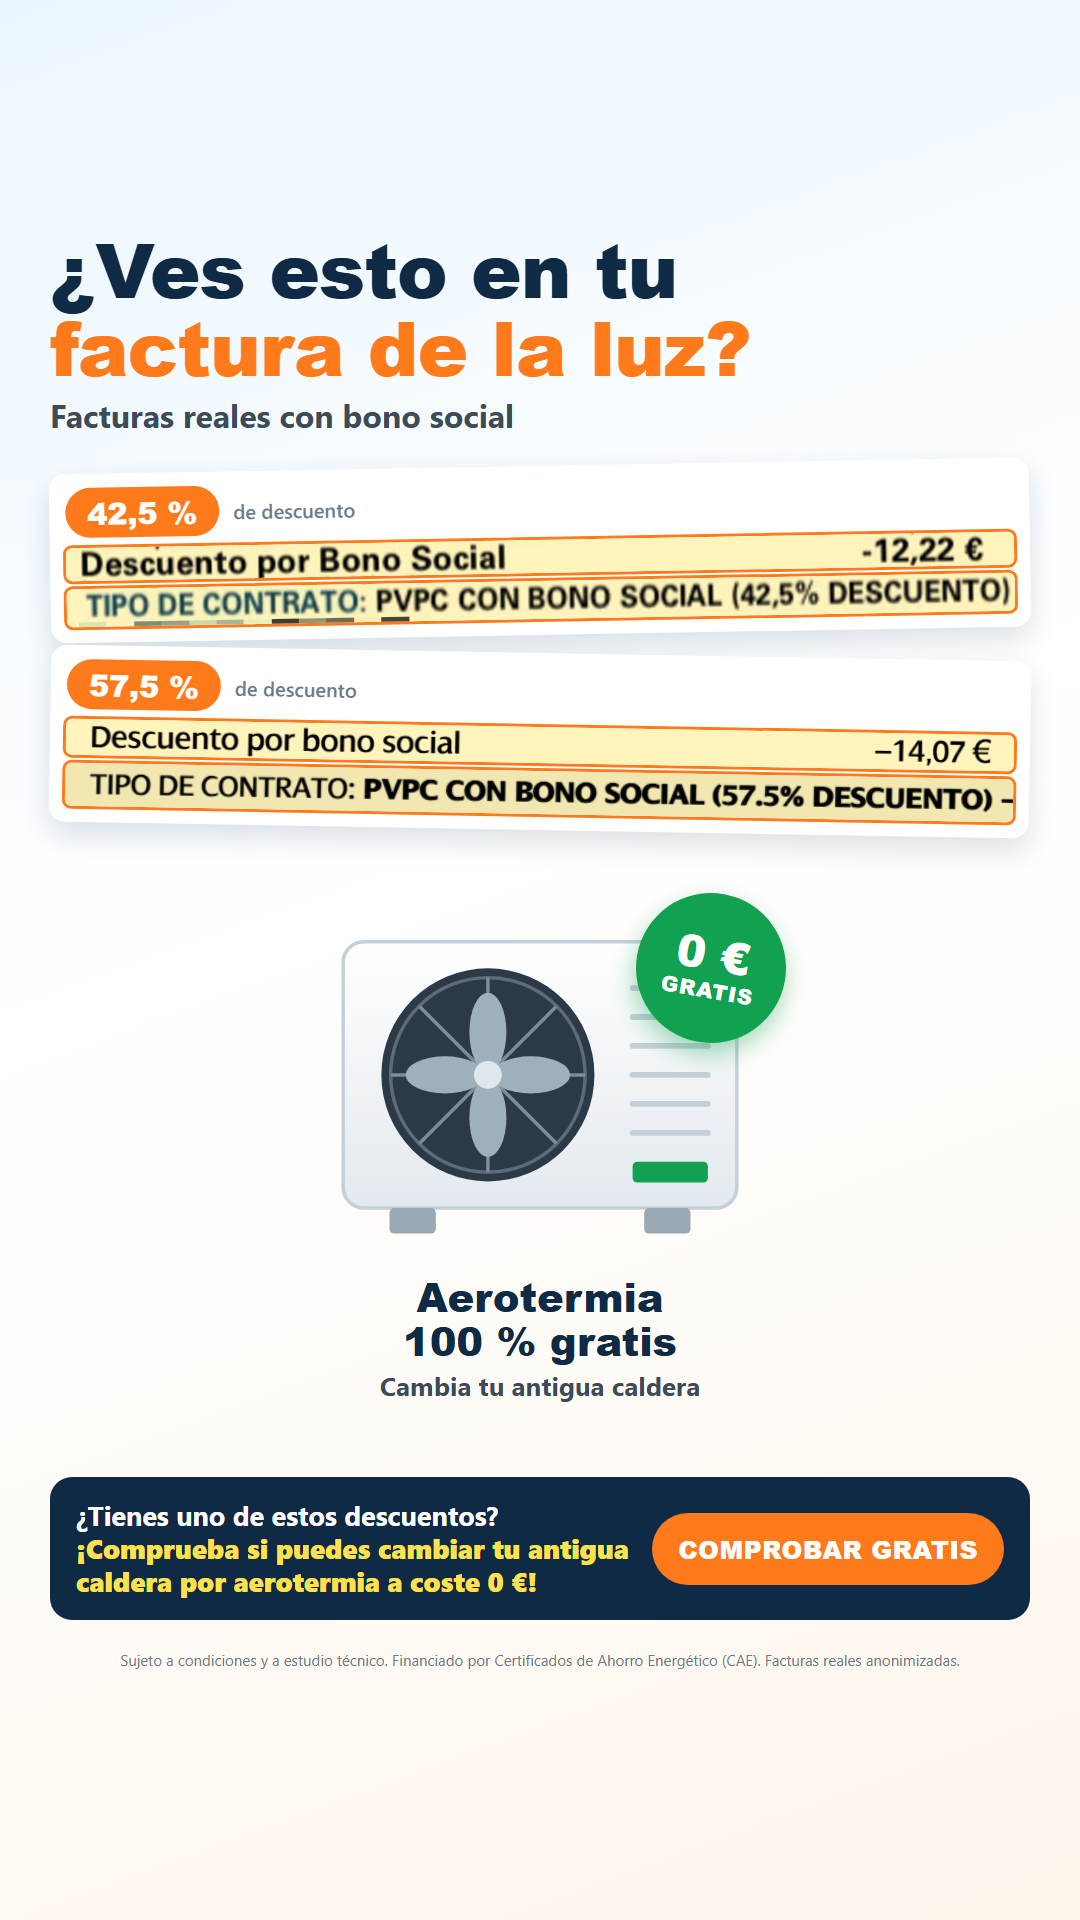 ¿Ves esto en tu
factura de la luz?
Facturas reales con bono social
42,5 % de descuento
Descuento por Bono Social -12,22 €
TIPO DE CONTRATO: PVPC CON BONO SOCIAL (42,5% DESCUENTO)
57,5 % de descuento
Descuento por bono social –14,07 €
TIPO DE CONTRATO: PVPC CON BONO SOCIAL (57.5% DESCUENTO) –
0 €
GRATIS
Aerotermia
100 % gratis
Cambia tu antigua caldera
¿Tienes uno de estos descuentos?
¡Comprueba si puedes cambiar tu antigua
caldera por aerotermia a coste 0 €!
COMPROBAR GRATIS
Sujeto a condiciones y a estudio técnico. Financiado por Certificados de Ahorro Energético (CAE). Facturas reales anonimizadas.